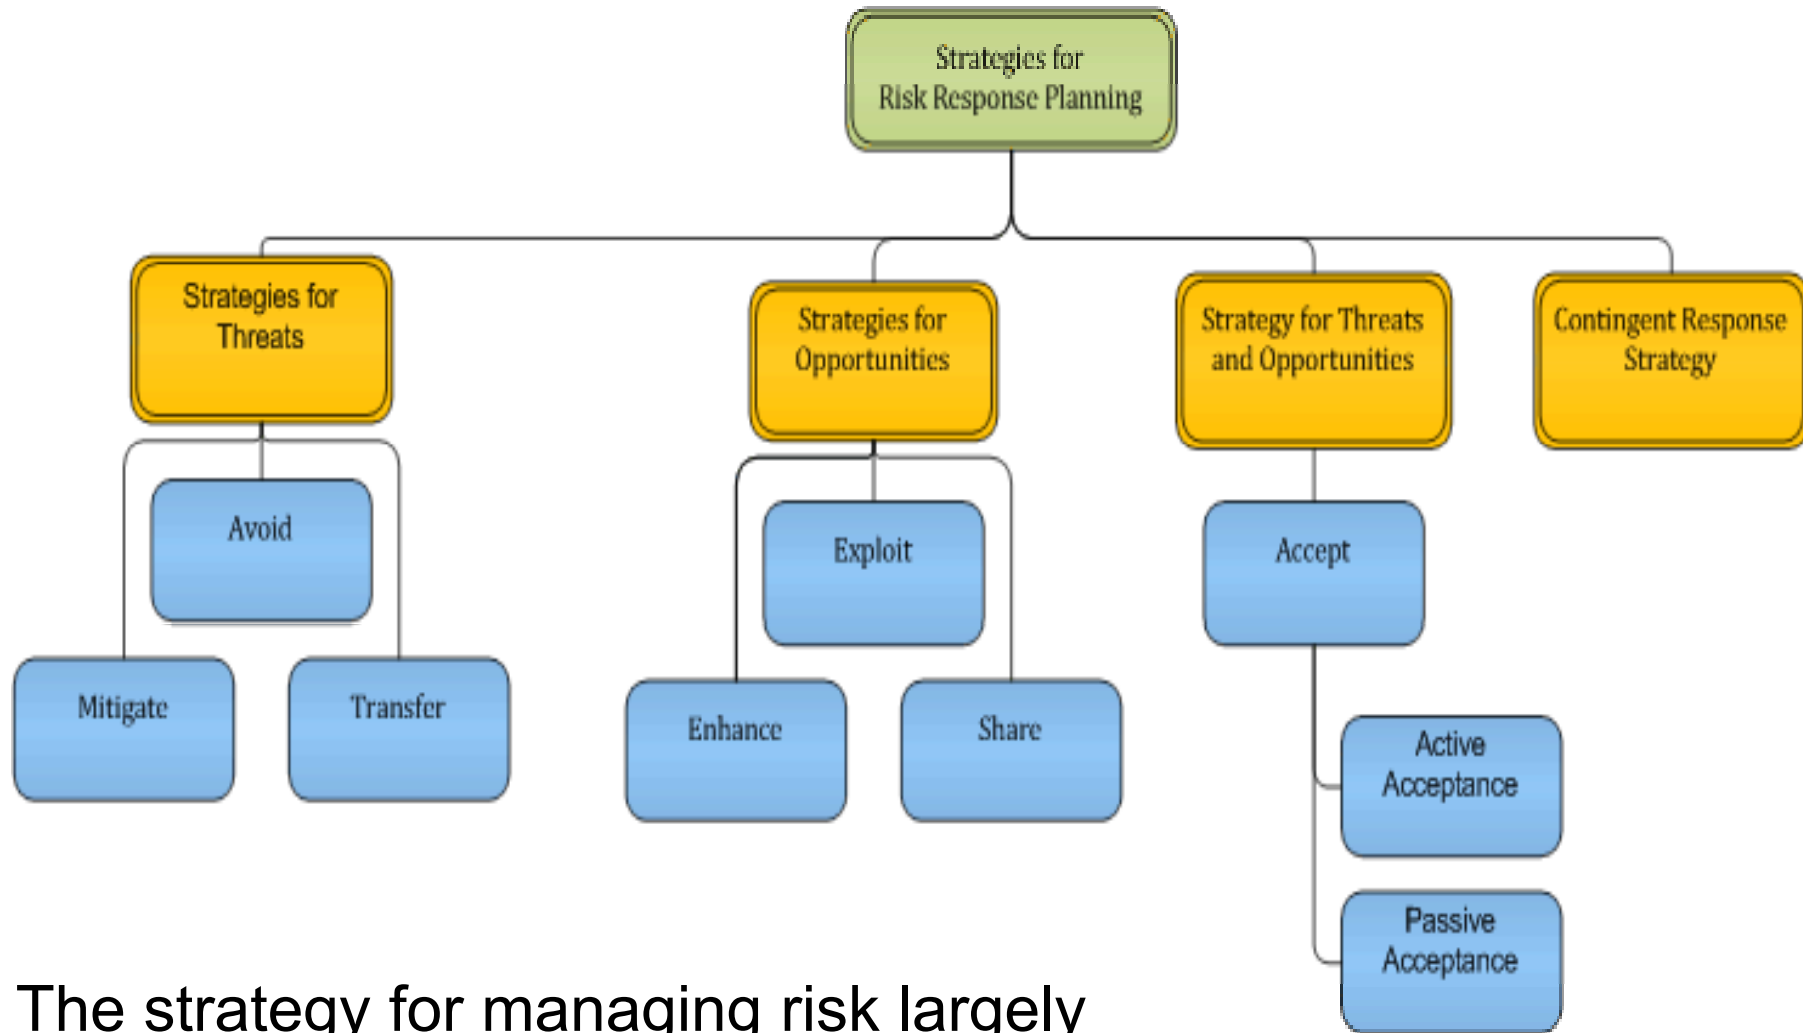 Strategies for
Risk Response Planning
Strategies for
Threats
Strategies for
Opportunities
Strategy for Threats
and Opportunities
Contingent Response
Strategy
Avoid
Exploit
Accept
Mitigate
Transfer
Enhance
Share
Active
Acceptance
Passive
Acceptance
The strategy for managing risk largely